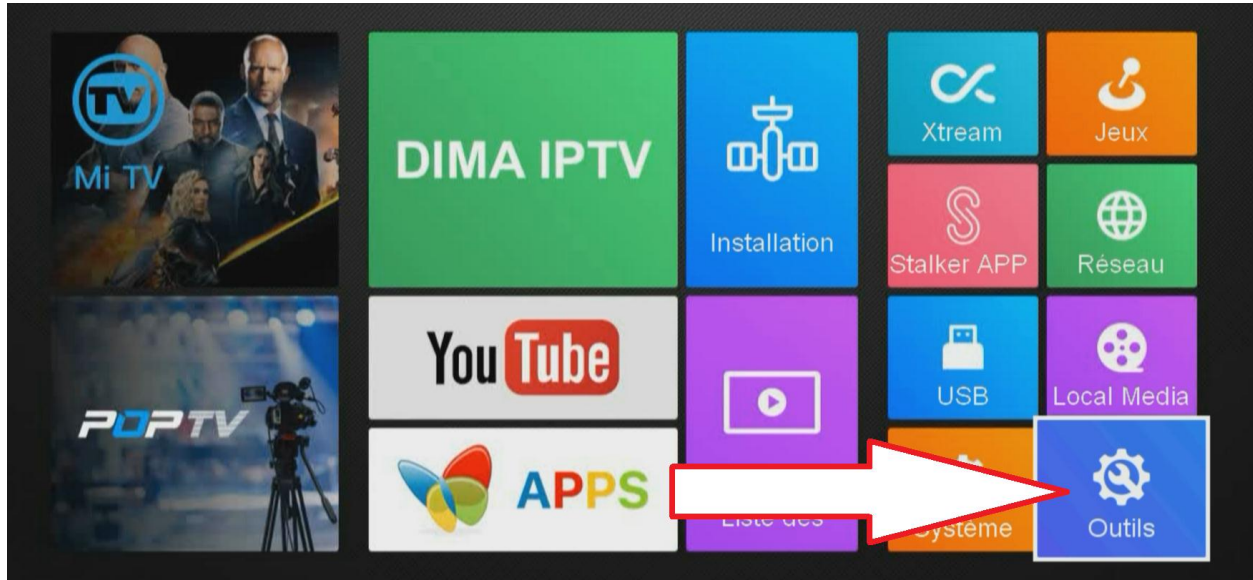 TV
Mi TV
POPTV
DIMA IPTV
You Tube
APPS
Installation
Liste des
Xtream
Jeux
Stalker APP
Réseau
USB
Local Media
Système
Outils